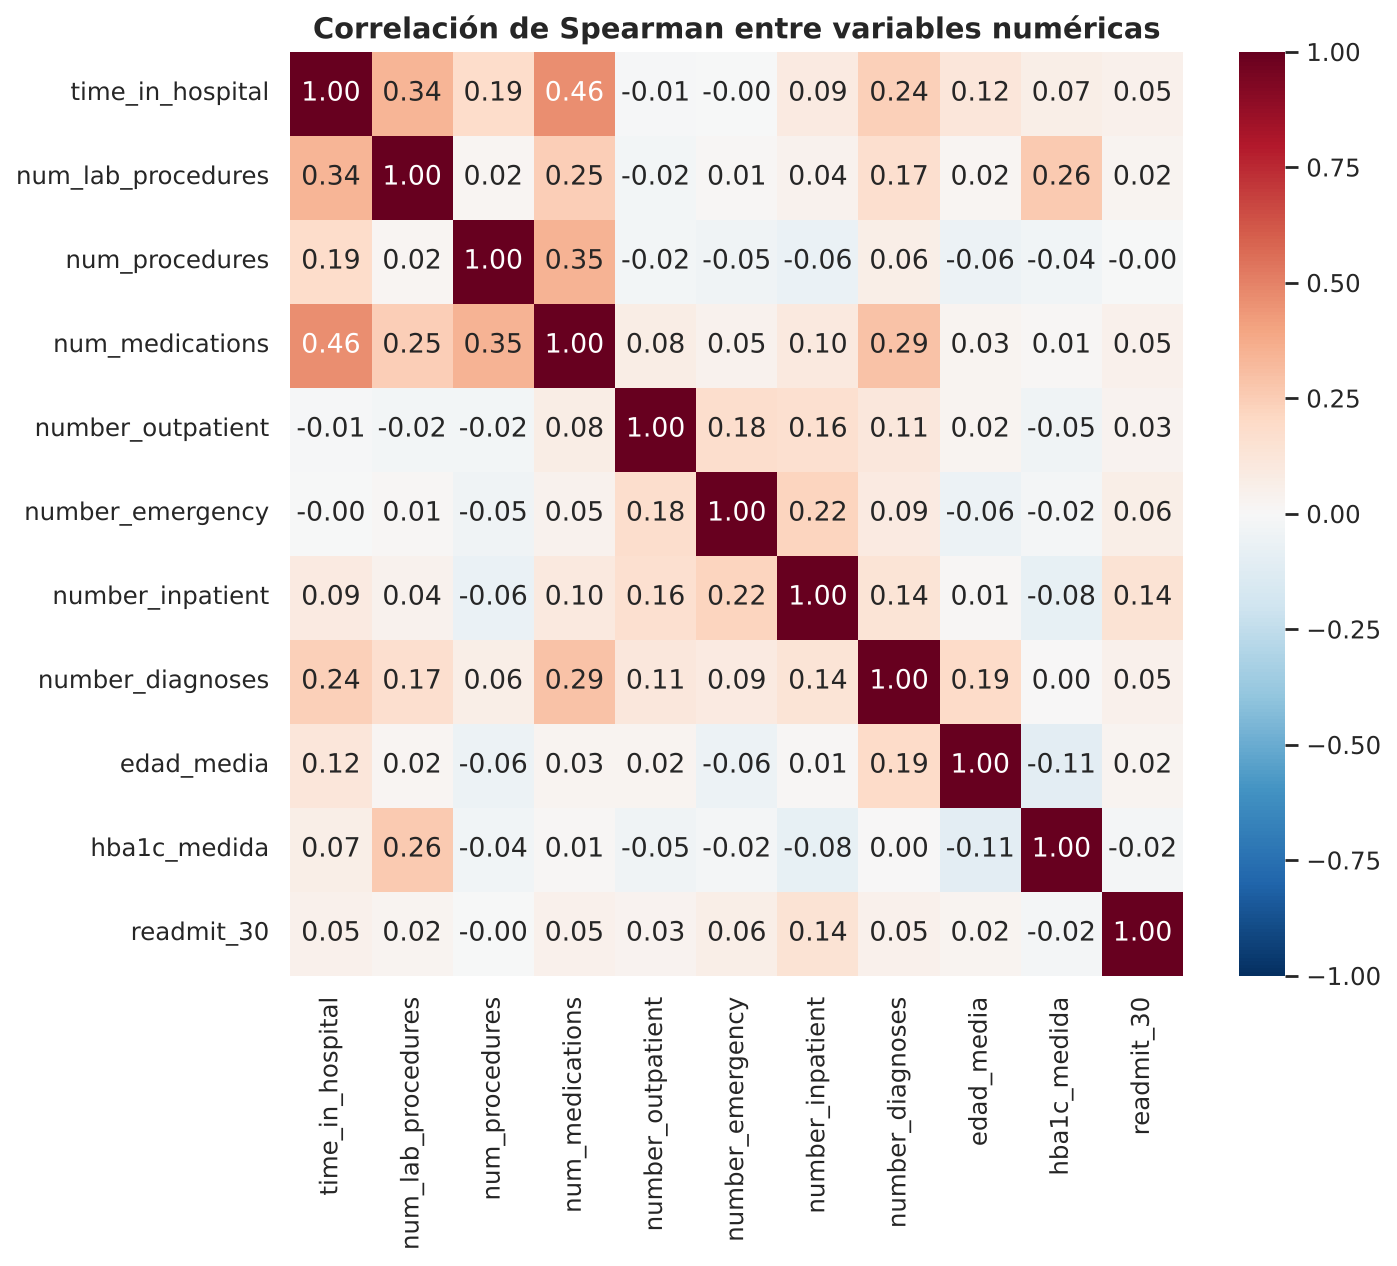 Correlación de Spearman entre variables numéricas
time_in_hospital 1.00 0.34 0.19 0.46 -0.01 -0.00 0.09 0.24 0.12 0.07 0.05
num_lab_procedures 0.34 1.00 0.02 0.25 -0.02 0.01 0.04 0.17 0.02 0.26 0.02
num_procedures 0.19 0.02 1.00 0.35 -0.02 -0.05 -0.06 0.06 -0.06 -0.04 -0.00
num_medications 0.46 0.25 0.35 1.00 0.08 0.05 0.10 0.29 0.03 0.01 0.05
number_outpatient -0.01 -0.02 -0.02 0.08 1.00 0.18 0.16 0.11 0.02 -0.05 0.03
number_emergency -0.00 0.01 -0.05 0.05 0.18 1.00 0.22 0.09 -0.06 -0.02 0.06
number_inpatient 0.09 0.04 -0.06 0.10 0.16 0.22 1.00 0.14 0.01 -0.08 0.14
number_diagnoses 0.24 0.17 0.06 0.29 0.11 0.09 0.14 1.00 0.19 0.00 0.05
edad_media 0.12 0.02 -0.06 0.03 0.02 -0.06 0.01 0.19 1.00 -0.11 0.02
hba1c_medida 0.07 0.26 -0.04 0.01 -0.05 -0.02 -0.08 0.00 -0.11 1.00 -0.02
readmit_30 0.05 0.02 -0.00 0.05 0.03 0.06 0.14 0.05 0.02 -0.02 1.00
time_in_hospital
num_lab_procedures
num_procedures
num_medications
number_outpatient
number_emergency
number_inpatient
number_diagnoses
edad_media
hba1c_medida
readmit_30
1.00
0.75
0.50
0.25
0.00
−0.25
−0.50
−0.75
−1.00